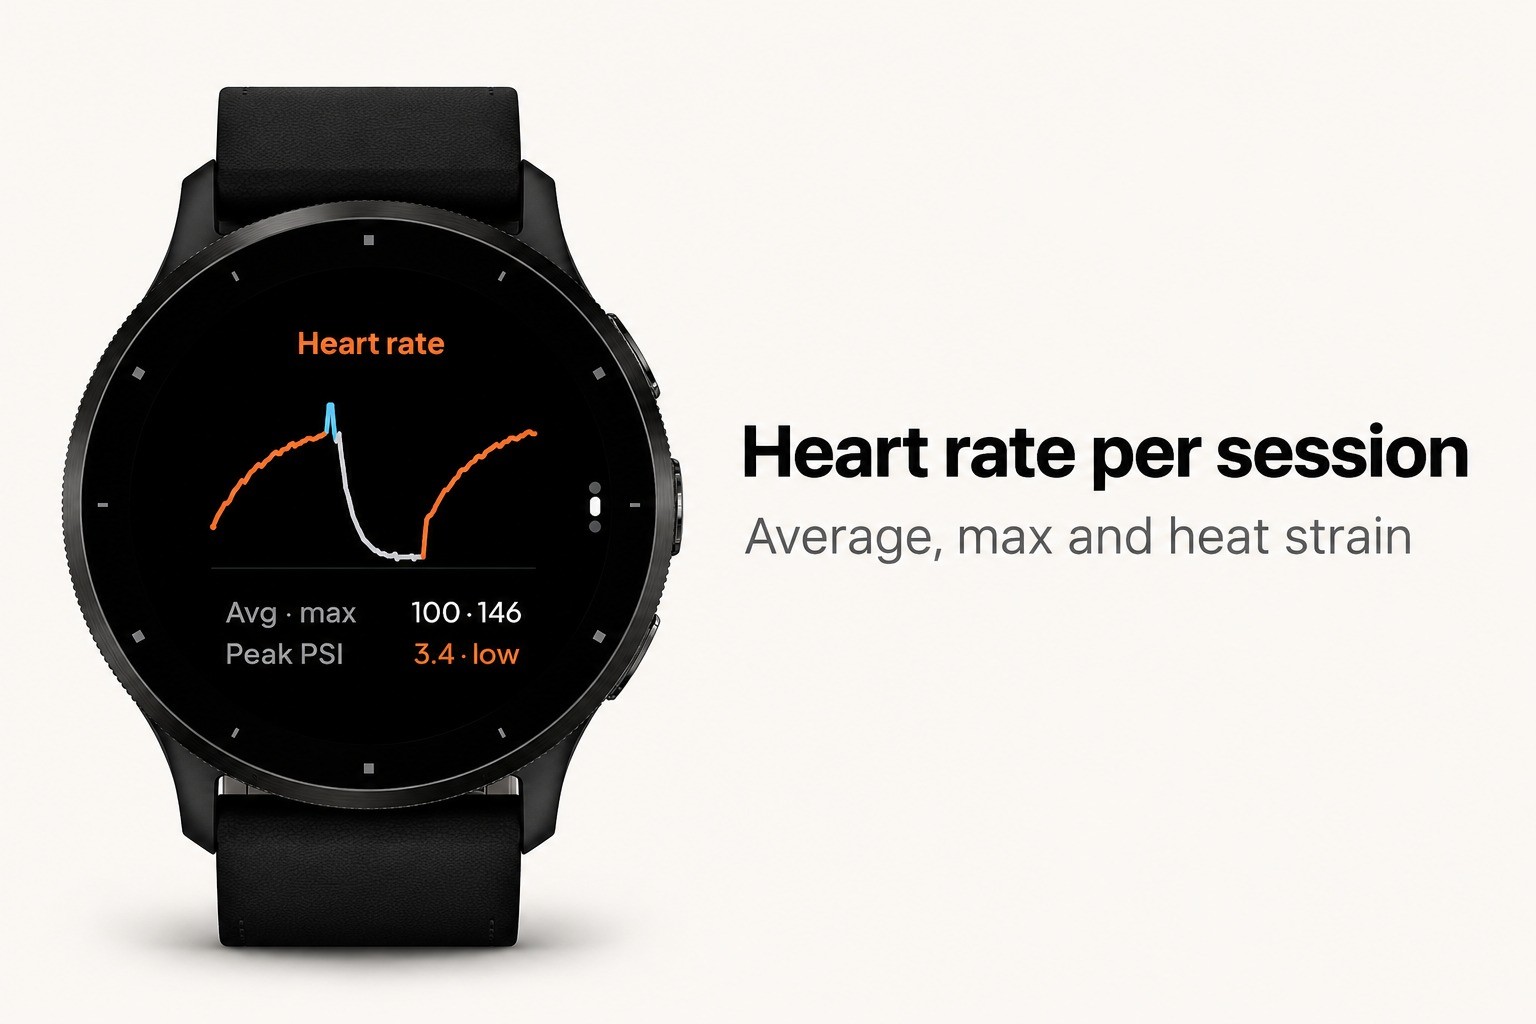 Heart rate
Avg · max 100 · 146
Peak PSI 3.4 · low
Heart rate per session
Average, max and heat strain